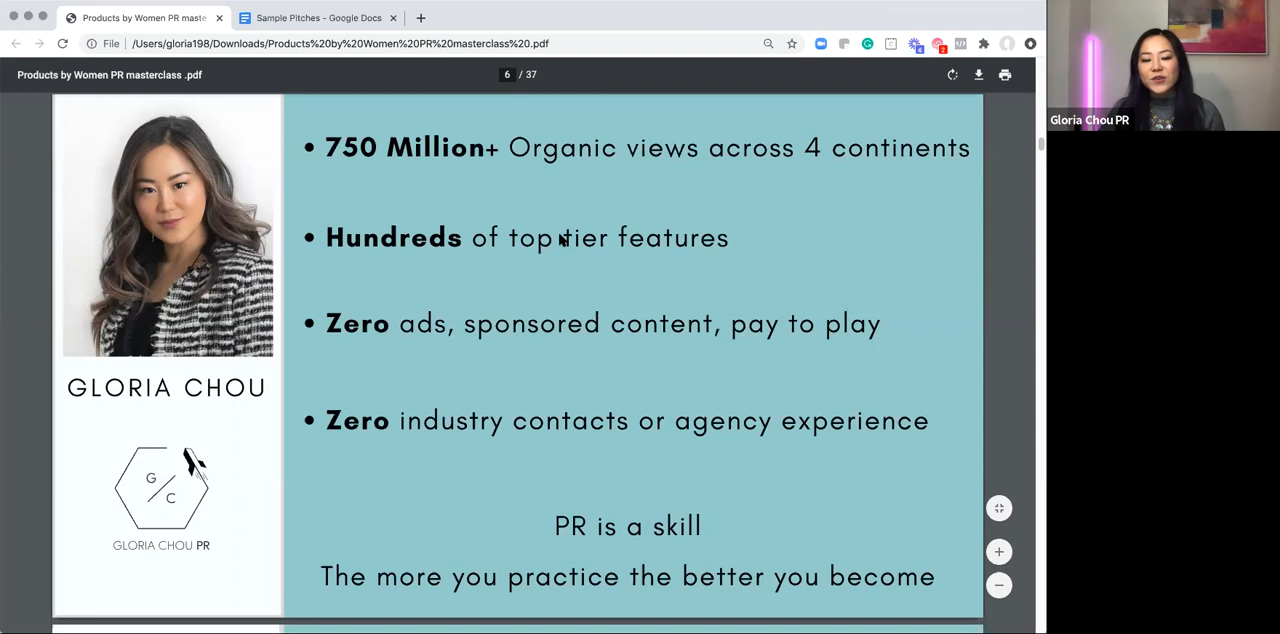 Products by Women PR maste
Sample Pitches - Google Docs
File
/Users/gloria198/Downloads/Products%20by%20Women%20PR%20masterclass%20.pdf
4
2
Products by Women PR masterclass .pdf
6 / 37
Gloria Chou PR
• 750 Million+ Organic views across 4 continents
• Hundreds of top tier features
• Zero ads, sponsored content, pay to play
GLORIA CHOU
• Zero industry contacts or agency experience
G
C
GLORIA CHOU PR
PR is a skill
The more you practice the better you become